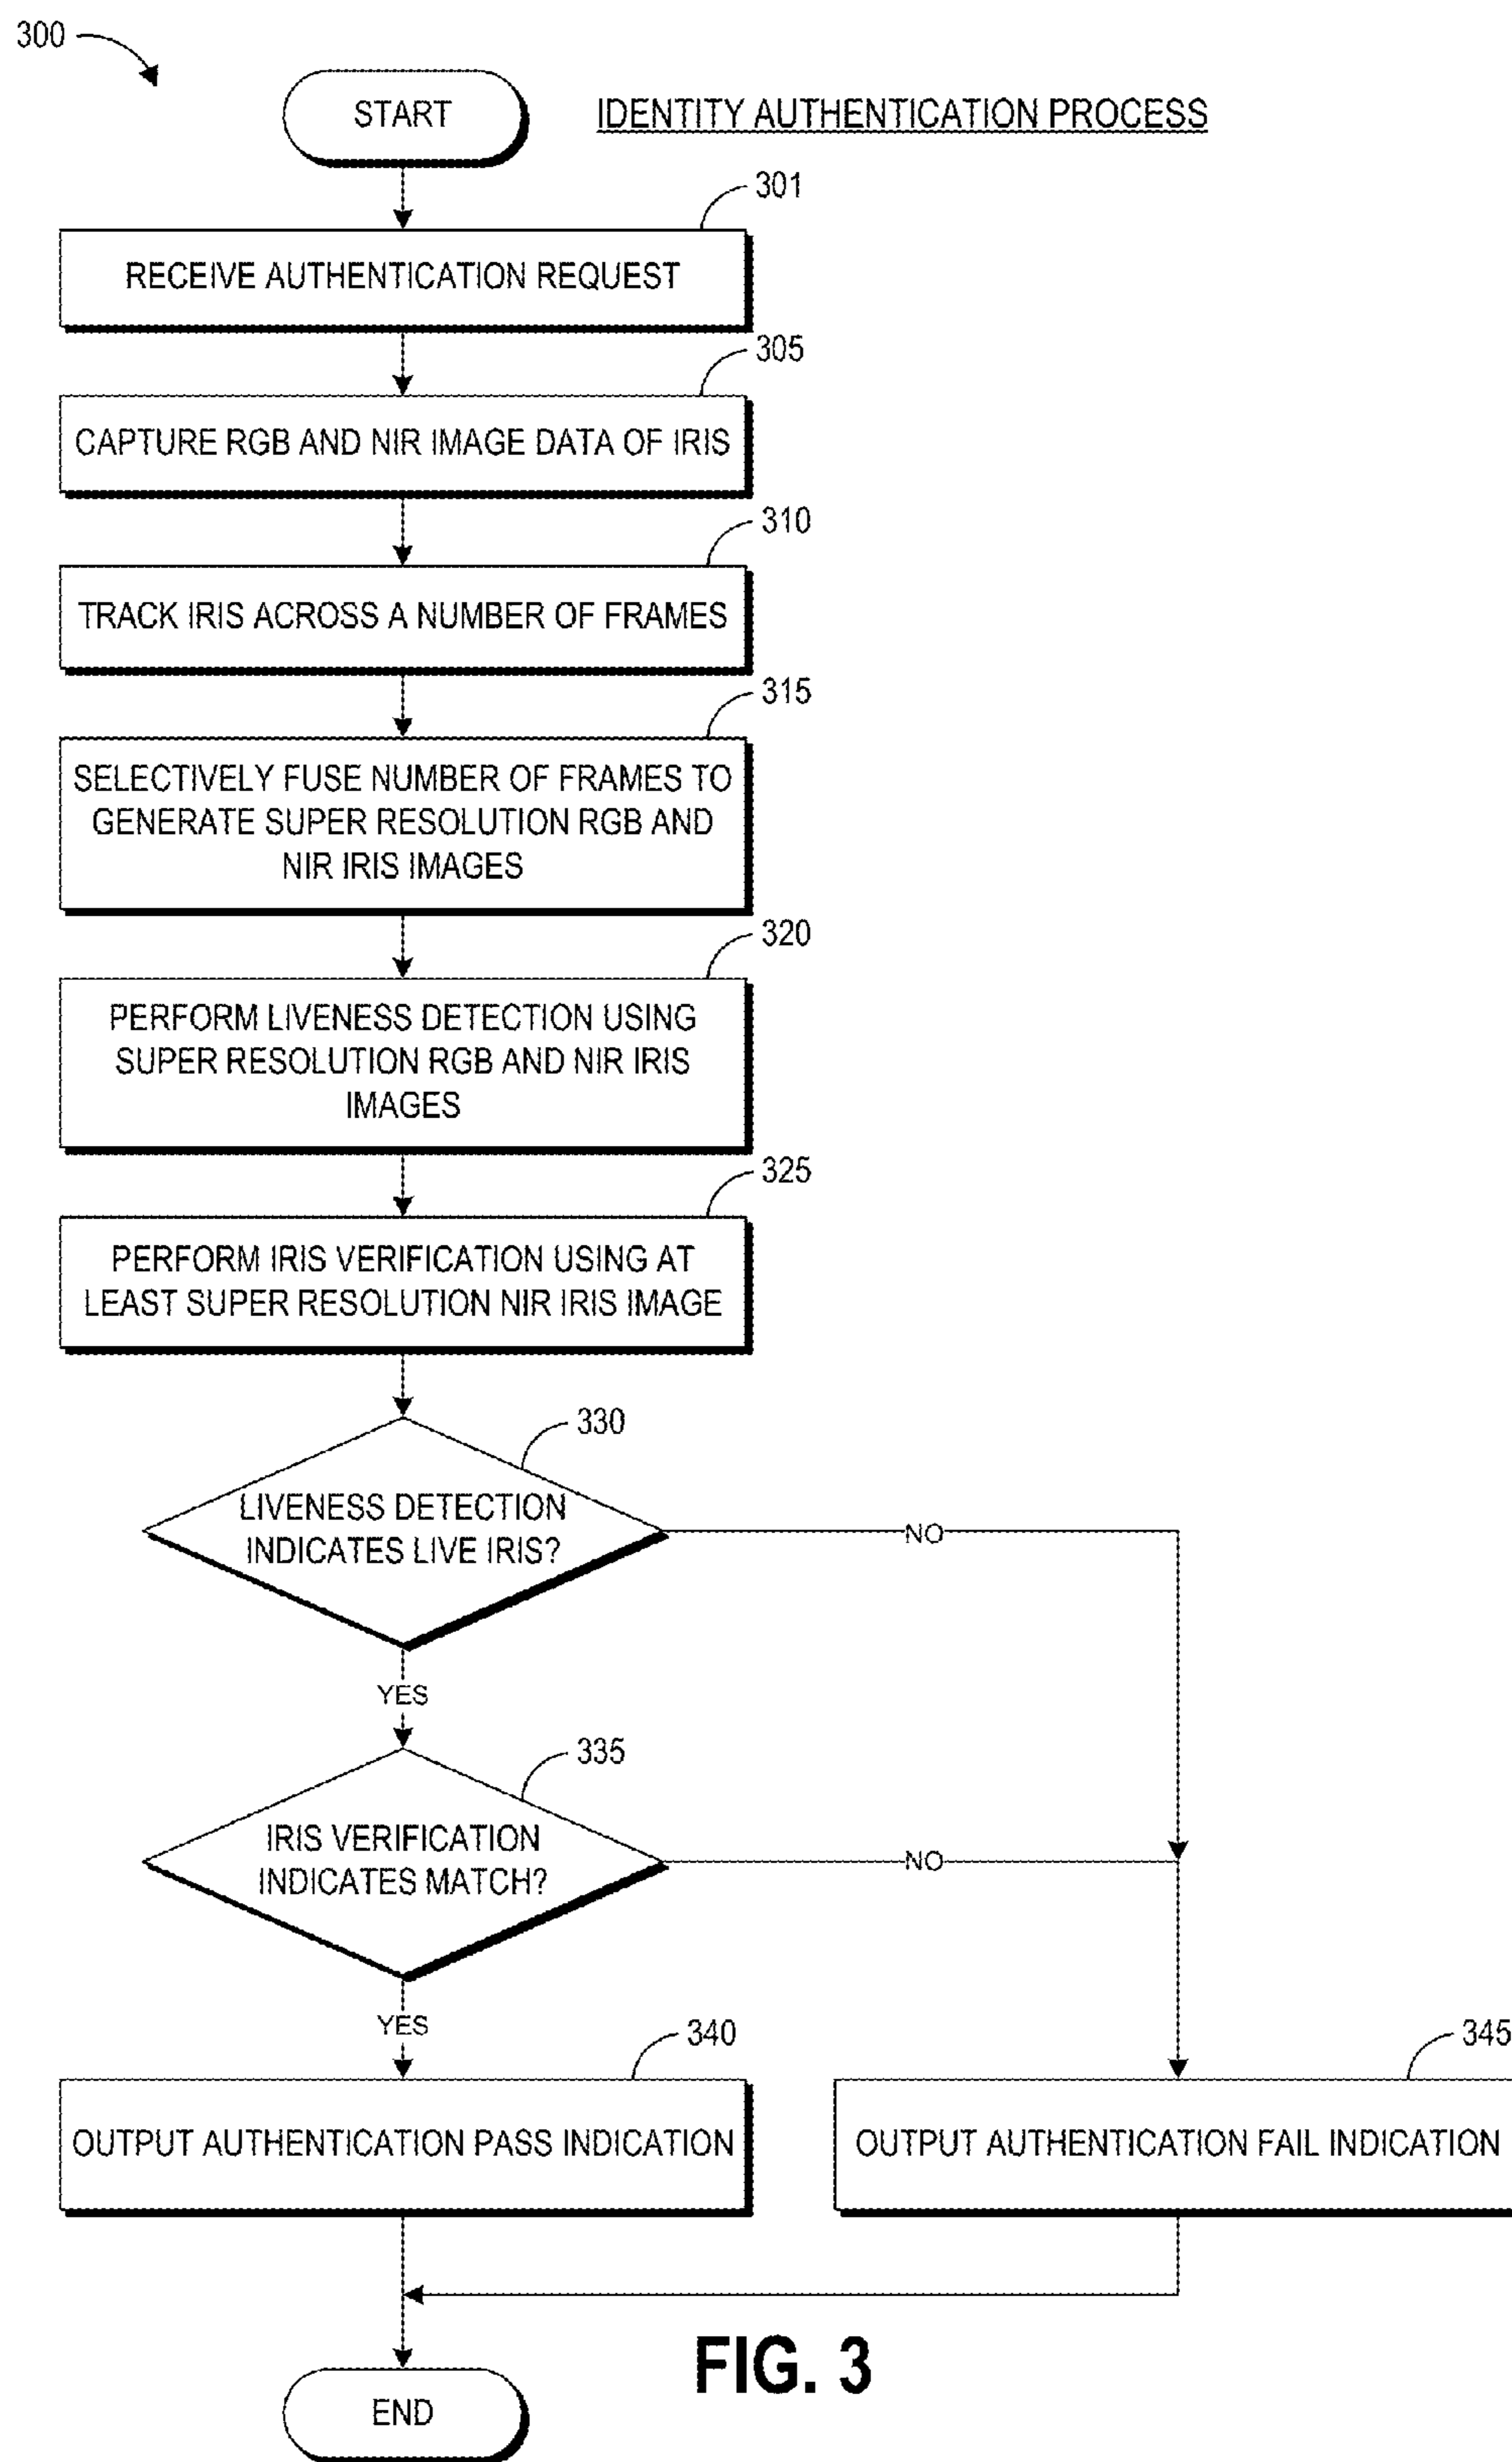 300
START
IDENTITY AUTHENTICATION PROCESS
301
RECEIVE AUTHENTICATION REQUEST
305
CAPTURE RGB AND NIR IMAGE DATA OF IRIS
310
TRACK IRIS ACROSS A NUMBER OF FRAMES
315
SELECTIVELY FUSE NUMBER OF FRAMES TO
GENERATE SUPER RESOLUTION RGB AND
NIR IRIS IMAGES
320
PERFORM LIVENESS DETECTION USING
SUPER RESOLUTION RGB AND NIR IRIS
IMAGES
325
PERFORM IRIS VERIFICATION USING AT
LEAST SUPER RESOLUTION NIR IRIS IMAGE
330
LIVENESS DETECTION
INDICATES LIVE IRIS?
NO
YES
335
IRIS VERIFICATION
INDICATES MATCH?
NO
YES
340
OUTPUT AUTHENTICATION PASS INDICATION
345
OUTPUT AUTHENTICATION FAIL INDICATION
FIG. 3
END